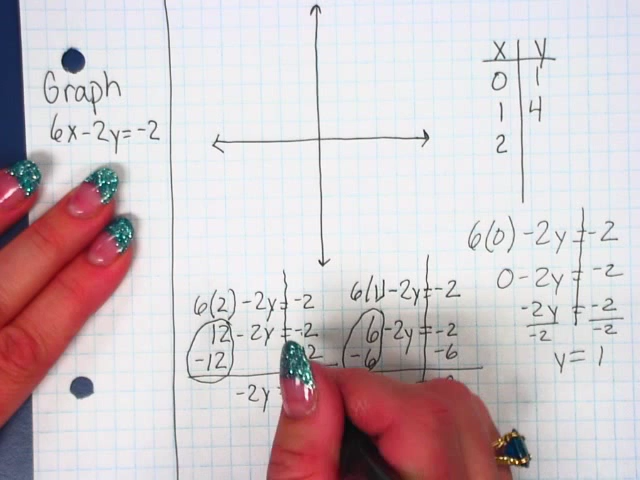 Graph
6x-2y=-2
x y
0 1
1 4
2
6(0)-2y=-2
0-2y=-2
-2y=-2
-2 -2
y=1
6(1)-2y=-2
6-2y=-2
-6 -6
6(2)-2y=-2
12-2y=-2
-12 2
-2y